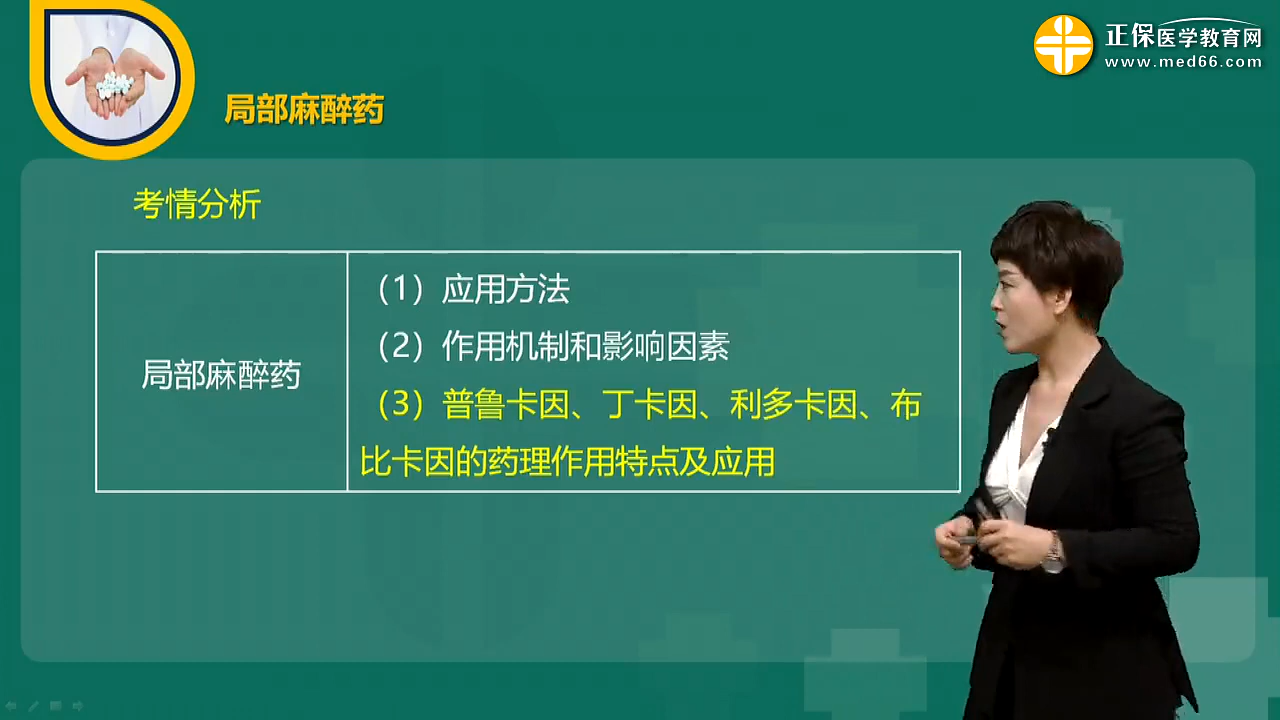 正保医学教育网
www.med66.com
局部麻醉药
考情分析
局部麻醉药
（1）应用方法
（2）作用机制和影响因素
（3）普鲁卡因、丁卡因、利多卡因、布
比卡因的药理作用特点及应用